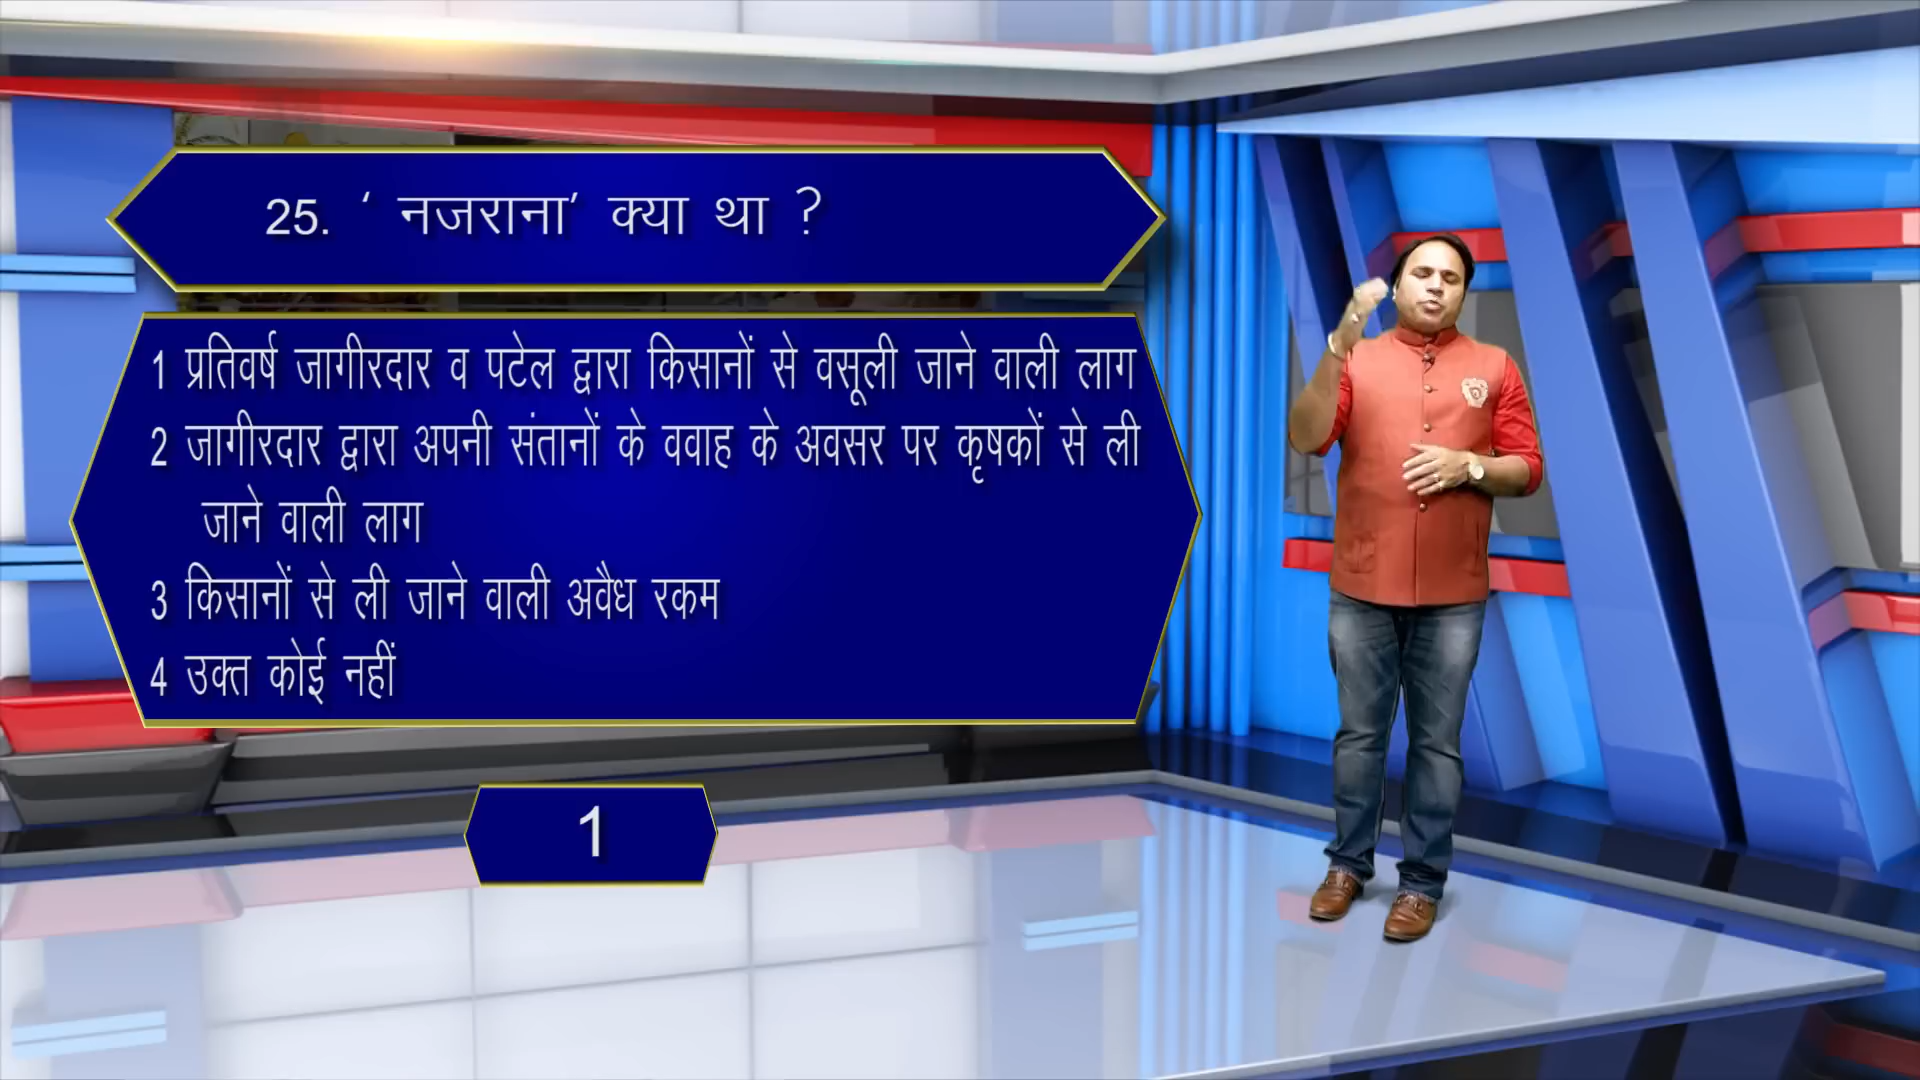 25. ‘ नजराना’ क्या था ?
1 प्रतिवर्ष जागीरदार व पटेल द्वारा किसानों से वसूली जाने वाली लाग
2 जागीरदार द्वारा अपनी संतानों के ववाह के अवसर पर कृषकों से ली
जाने वाली लाग
3 किसानों से ली जाने वाली अवैध रकम
4 उक्त कोई नहीं
1